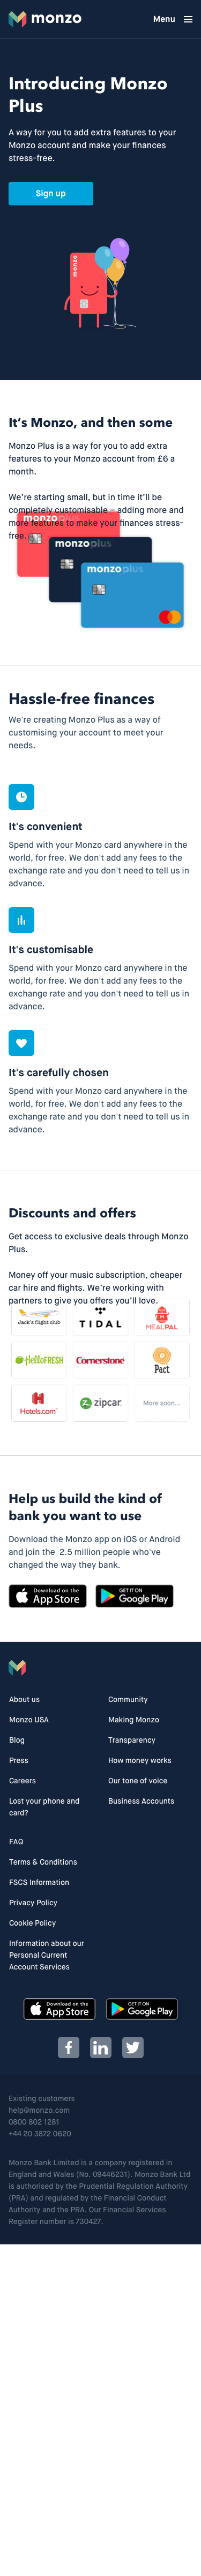 monzo
Menu
Introducing Monzo
Plus
A way for you to add extra features to your
Monzo account and make your finances
stress-free.
Sign up
monzo
It’s Monzo, and then some
Monzo Plus is a way for you to add extra
features to your Monzo account from £6 a
month.
We’re starting small, but in time it’ll be
completely customisable – adding more and
more features to make your finances stress-
free.
monzoplus
monzoplus
monzoplus
Hassle-free finances
We're creating Monzo Plus as a way of
customising your account to meet your
needs.
It's convenient
Spend with your Monzo card anywhere in the
world, for free. We don't add any fees to the
exchange rate and you don't need to tell us in
advance.
It's customisable
Spend with your Monzo card anywhere in the
world, for free. We don't add any fees to the
exchange rate and you don't need to tell us in
advance.
It's carefully chosen
Spend with your Monzo card anywhere in the
world, for free. We don't add any fees to the
exchange rate and you don't need to tell us in
advance.
Discounts and offers
Get access to exclusive deals through Monzo
Plus.
Money off your music subscription, cheaper
car hire and flights. We’re working with
partners to give you offers you’ll love.
Jack's flight club
TIDAL
MEALPAL
HelloFRESH
Cornerstone
Pact
Hotels.com
zipcar
More soon...
Help us build the kind of
bank you want to use
Download the Monzo app on iOS or Android
and join the 2.5 million people who've
changed the way they bank.
Download on the
App Store
GET IT ON
Google Play
About us
Monzo USA
Blog
Press
Careers
Lost your phone and
card?
FAQ
Terms & Conditions
FSCS Information
Privacy Policy
Cookie Policy
Information about our
Personal Current
Account Services
Community
Making Monzo
Transparency
How money works
Our tone of voice
Business Accounts
Download on the
App Store
GET IT ON
Google Play
f
in
Existing customers
help@monzo.com
0800 802 1281
+44 20 3872 0620
Monzo Bank Limited is a company registered in
England and Wales (No. 09446231). Monzo Bank Ltd
is authorised by the Prudential Regulation Authority
(PRA) and regulated by the Financial Conduct
Authority and the PRA. Our Financial Services
Register number is 730427.